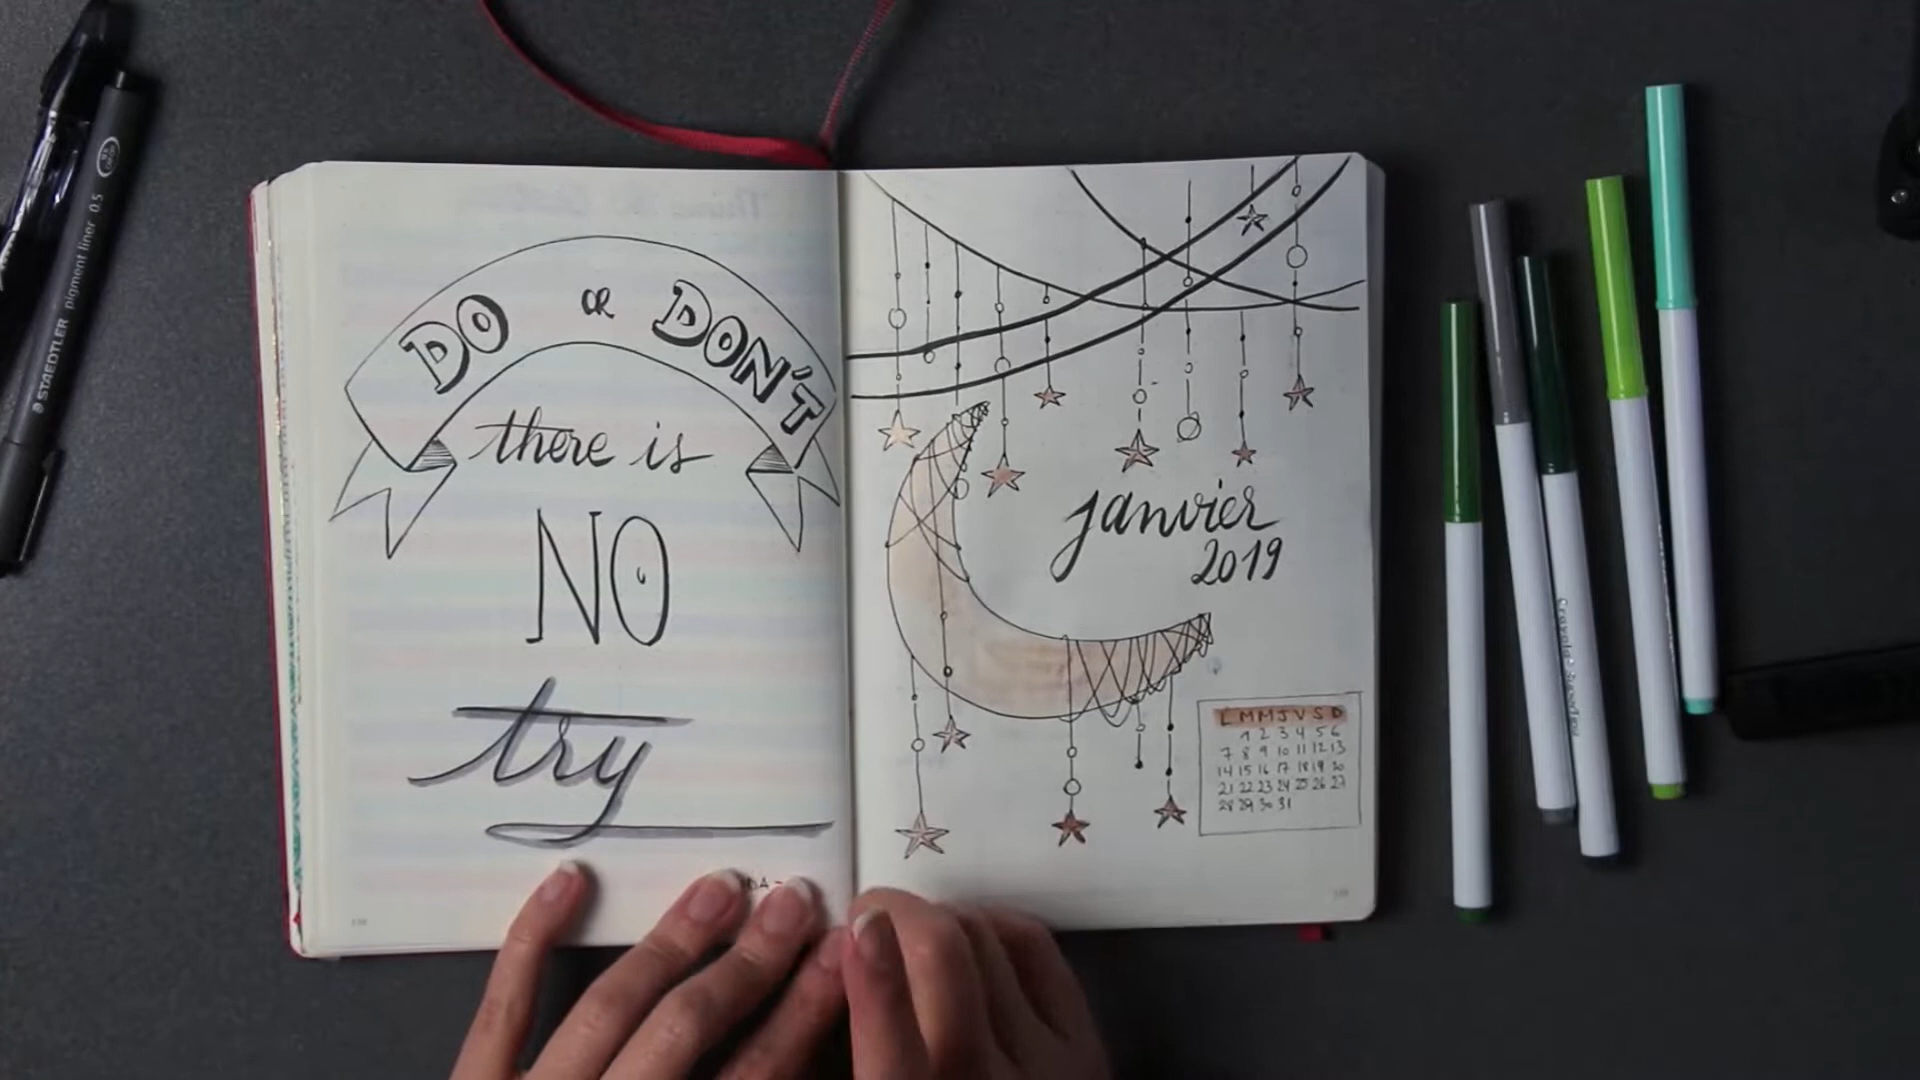 DO OR DON'T
there is
NO
try
janvier
2019
L M M J V S D
1 2 3 4 5 6
7 8 9 10 11 12 13
14 15 16 17 18 19 20
21 22 23 24 25 26 27
28 29 30 31
STAEDTLER pigment liner 0.5
Crayola